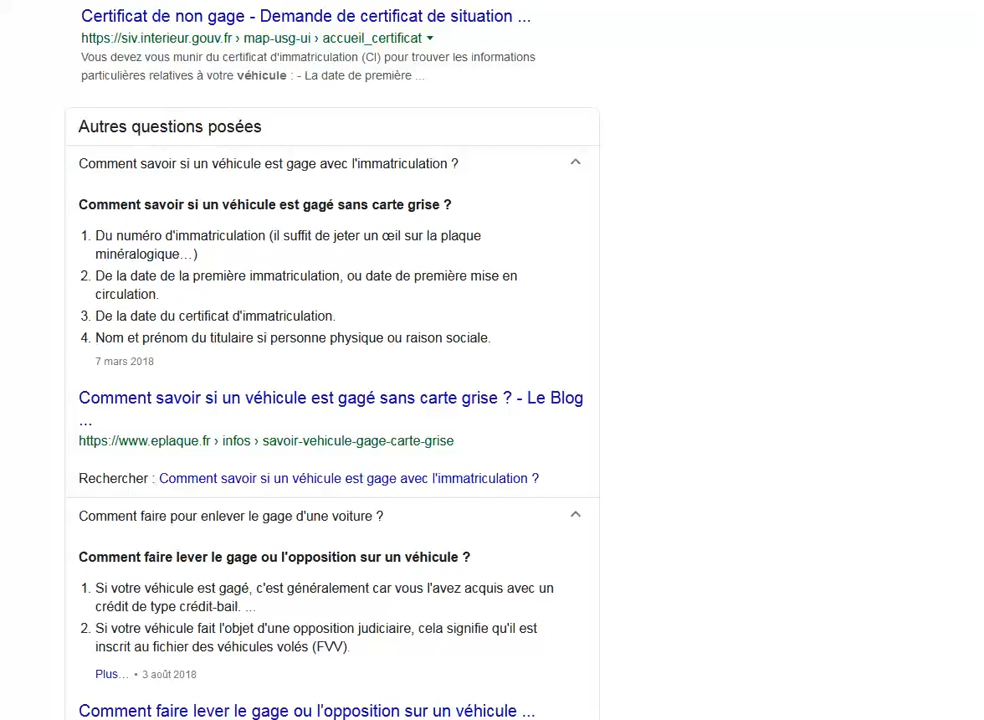 Certificat de non gage - Demande de certificat de situation ...
https://siv.interieur.gouv.fr › map-usg-ui › accueil_certificat
Vous devez vous munir du certificat d'immatriculation (CI) pour trouver les informations
particulières relatives à votre véhicule : - La date de première ...
Autres questions posées
Comment savoir si un véhicule est gage avec l'immatriculation ?
Comment savoir si un véhicule est gagé sans carte grise ?
1. Du numéro d'immatriculation (il suffit de jeter un œil sur la plaque
minéralogique…)
2. De la date de la première immatriculation, ou date de première mise en
circulation.
3. De la date du certificat d'immatriculation.
4. Nom et prénom du titulaire si personne physique ou raison sociale.
7 mars 2018
Comment savoir si un véhicule est gagé sans carte grise ? - Le Blog
...
https://www.eplaque.fr › infos › savoir-vehicule-gage-carte-grise
Rechercher : Comment savoir si un véhicule est gage avec l'immatriculation ?
Comment faire pour enlever le gage d'une voiture ?
Comment faire lever le gage ou l'opposition sur un véhicule ?
1. Si votre véhicule est gagé, c'est généralement car vous l'avez acquis avec un
crédit de type crédit-bail. ...
2. Si votre véhicule fait l'objet d'une opposition judiciaire, cela signifie qu'il est
inscrit au fichier des véhicules volés (FVV).
Plus... • 3 août 2018
Comment faire lever le gage ou l'opposition sur un véhicule ...